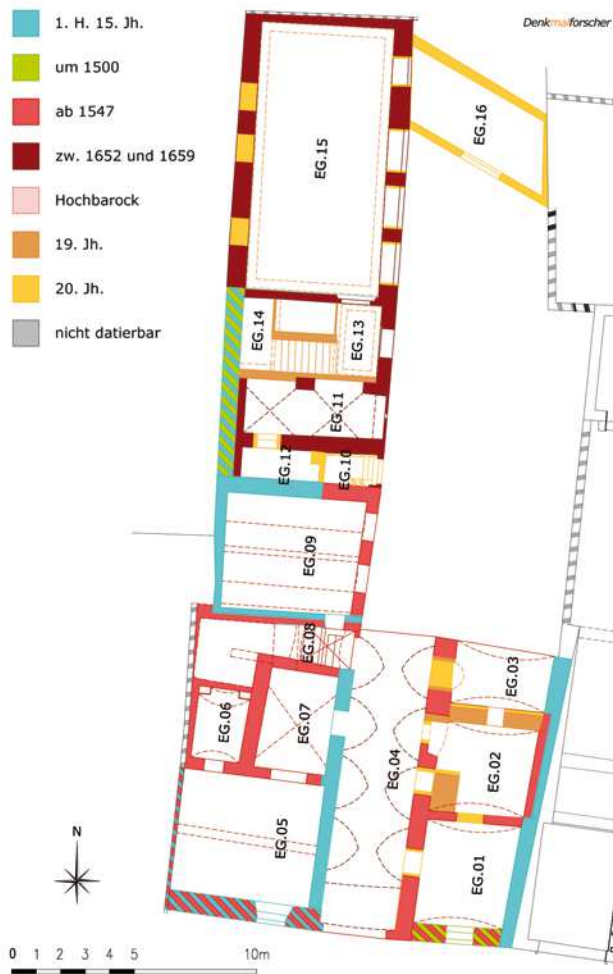 1. H. 15. Jh.
um 1500
ab 1547
zw. 1652 und 1659
Hochbarock
19. Jh.
20. Jh.
nicht datierbar
Denkmalforscher
EG.16
EG.15
EG.14
EG.13
EG.11
EG.12
EG.10
EG.09
EG.08
EG.03
EG.06
EG.07
EG.02
EG.04
EG.05
EG.01
N
0 1 2 3 4 5 10m